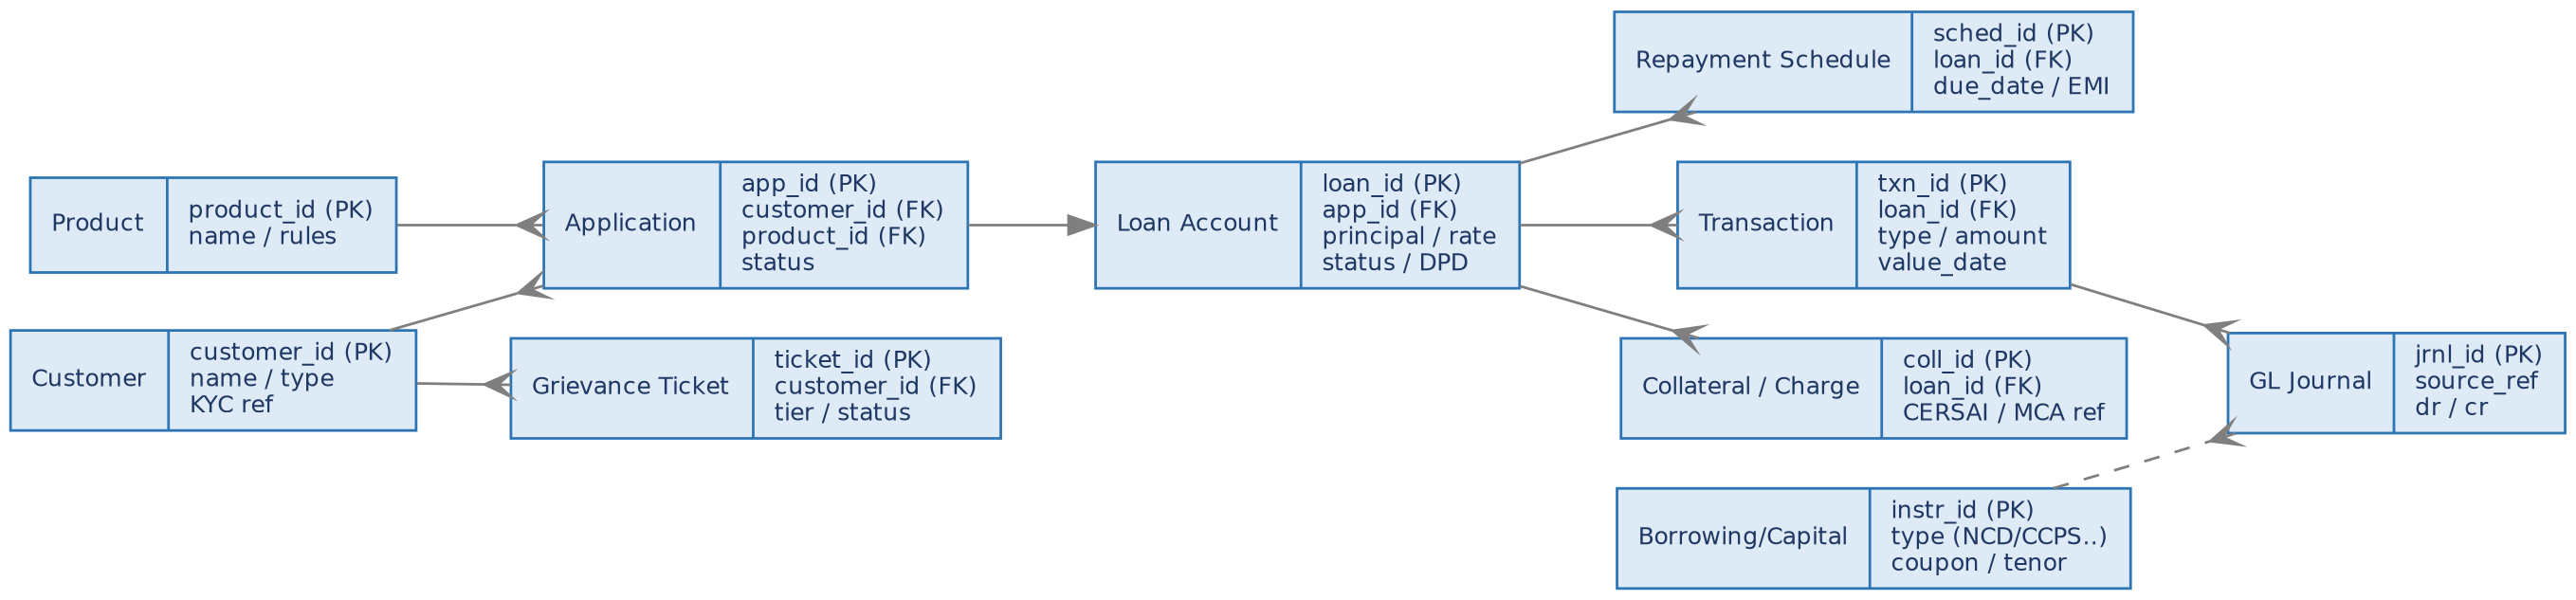 Product
product_id (PK)
name / rules
Customer
customer_id (PK)
name / type
KYC ref
Application
app_id (PK)
customer_id (FK)
product_id (FK)
status
Grievance Ticket
ticket_id (PK)
customer_id (FK)
tier / status
Loan Account
loan_id (PK)
app_id (FK)
principal / rate
status / DPD
Repayment Schedule
sched_id (PK)
loan_id (FK)
due_date / EMI
Transaction
txn_id (PK)
loan_id (FK)
type / amount
value_date
Collateral / Charge
coll_id (PK)
loan_id (FK)
CERSAI / MCA ref
Borrowing/Capital
instr_id (PK)
type (NCD/CCPS..)
coupon / tenor
GL Journal
jrnl_id (PK)
source_ref
dr / cr